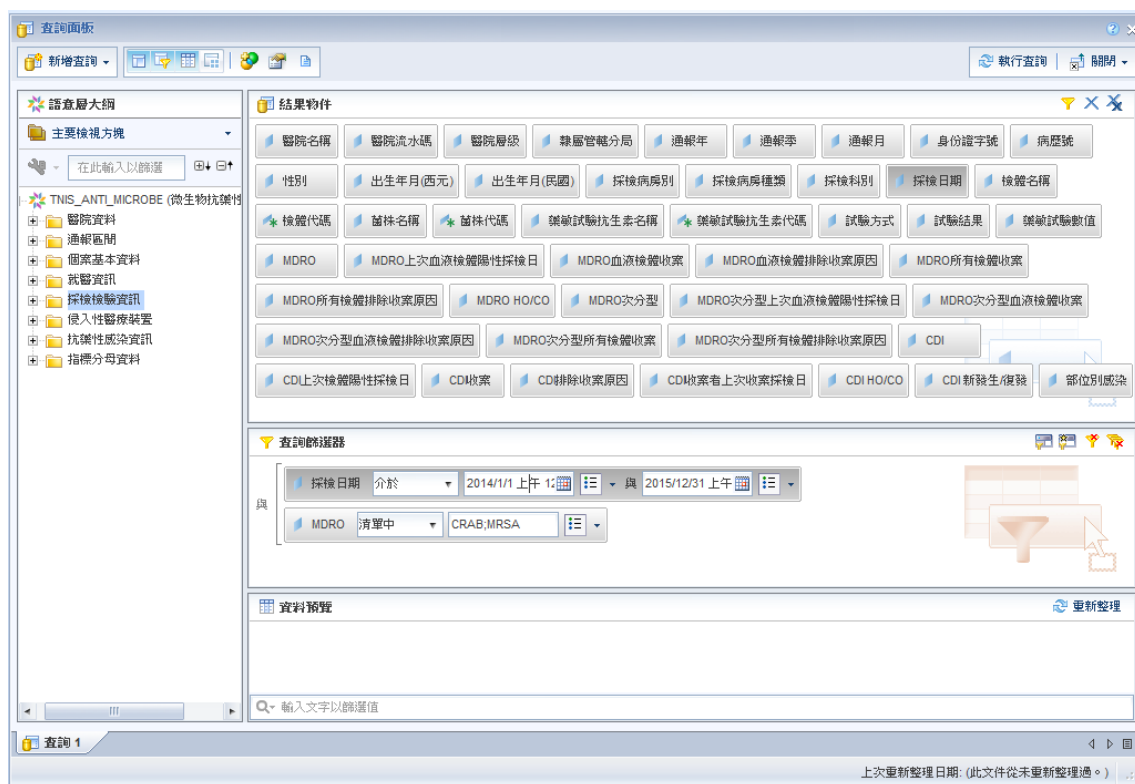 查詢面板
新增查詢
執行查詢 關閉
語意層大綱
主要檢視方塊
在此輸入以篩選
TNIS_ANTI_MICROBE (微生物抗藥性
醫院資料
通報區間
個案基本資料
就醫資訊
採檢檢驗資訊
侵入性醫療裝置
抗藥性感染資訊
指標分母資料
結果物件
醫院名稱 醫院流水碼 醫院層級 隸屬管轄分局 通報年 通報季 通報月 身份證字號 病歷號
性別 出生年月(西元) 出生年月(民國) 採檢病房別 採檢病房種類 採檢科別 採檢日期 檢體名稱
檢體代碼 菌株名稱 菌株代碼 藥敏試驗抗生素名稱 藥敏試驗抗生素代碼 試驗方式 試驗結果 藥敏試驗數值
MDRO MDRO上次血液檢體陽性採檢日 MDRO血液檢體收案 MDRO血液檢體排除收案原因 MDRO所有檢體收案
MDRO所有檢體排除收案原因 MDRO HO/CO MDRO次分型 MDRO次分型上次血液檢體陽性採檢日 MDRO次分型血液檢體收案
MDRO次分型血液檢體排除收案原因 MDRO次分型所有檢體收案 MDRO次分型所有檢體排除收案原因 CDI
CDI上次檢體陽性採檢日 CDI收案 CDI排除收案原因 CDI收案者上次收案採檢日 CDI HO/CO CDI 新發生/復發 部位別感染
查詢篩選器
與
採檢日期 介於 2014/1/1 上午 12 與 2015/12/31 上午
MDRO 清單中 CRAB;MRSA
資料預覽 重新整理
輸入文字以篩選值
查詢 1
上次重新整理日期: (此文件從未重新整理過。)